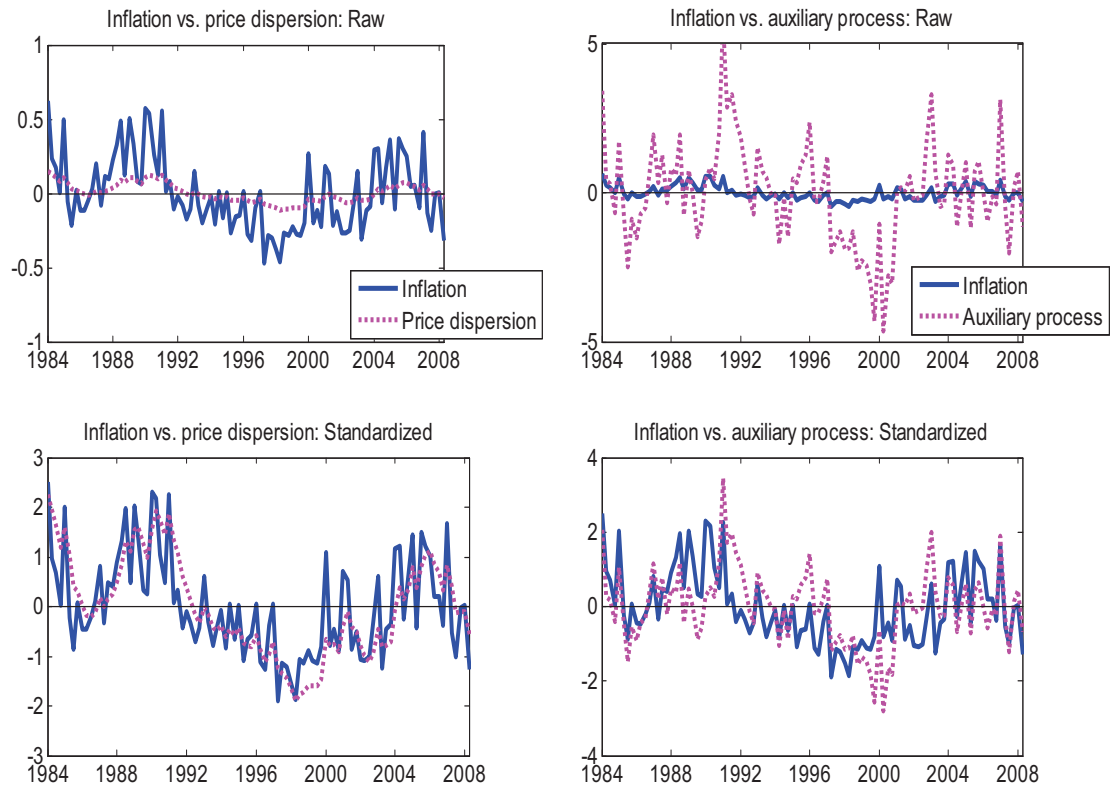 Inflation vs. price dispersion: Raw
1
0.5
0
-0.5
-1
1984 1988 1992 1996 2000 2004 2008
Inflation
Price dispersion
Inflation vs. auxiliary process: Raw
5
0
-5
1984 1988 1992 1996 2000 2004 2008
Inflation
Auxiliary process
Inflation vs. price dispersion: Standardized
3
2
1
0
-1
-2
-3
1984 1988 1992 1996 2000 2004 2008
Inflation vs. auxiliary process: Standardized
4
2
0
-2
-4
1984 1988 1992 1996 2000 2004 2008